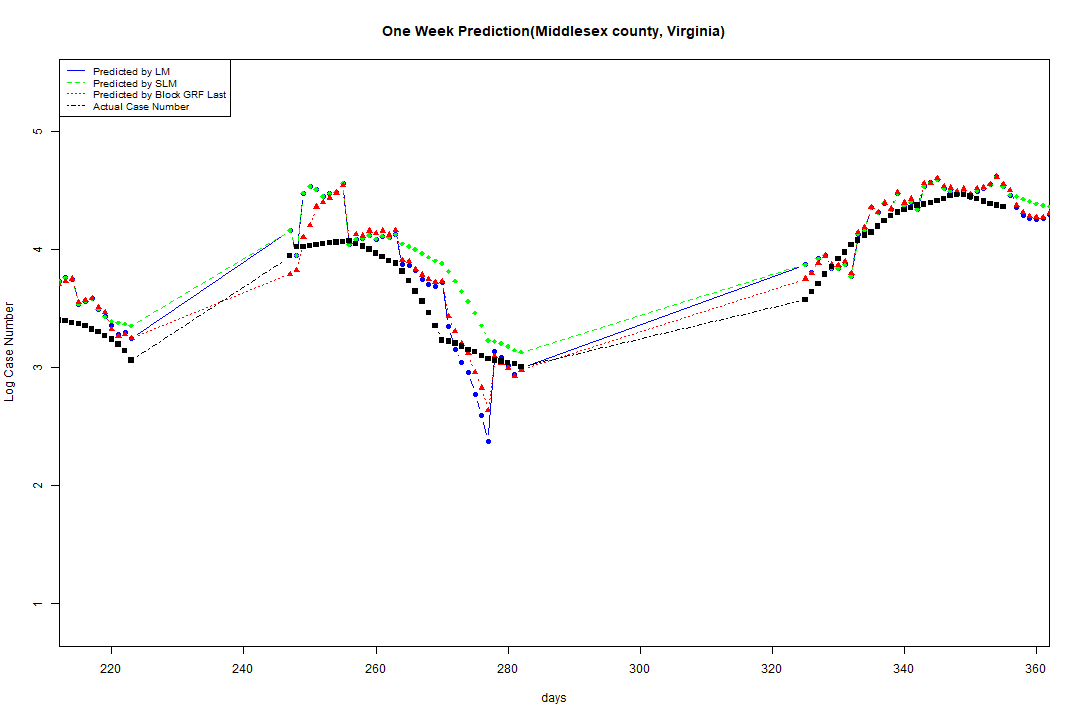 One Week Prediction(Middlesex county, Virginia)
Predicted by LM
Predicted by SLM
Predicted by Block GRF Last
Actual Case Number
5
4
3
2
1
Log Case Number
220 240 260 280 300 320 340 360
days